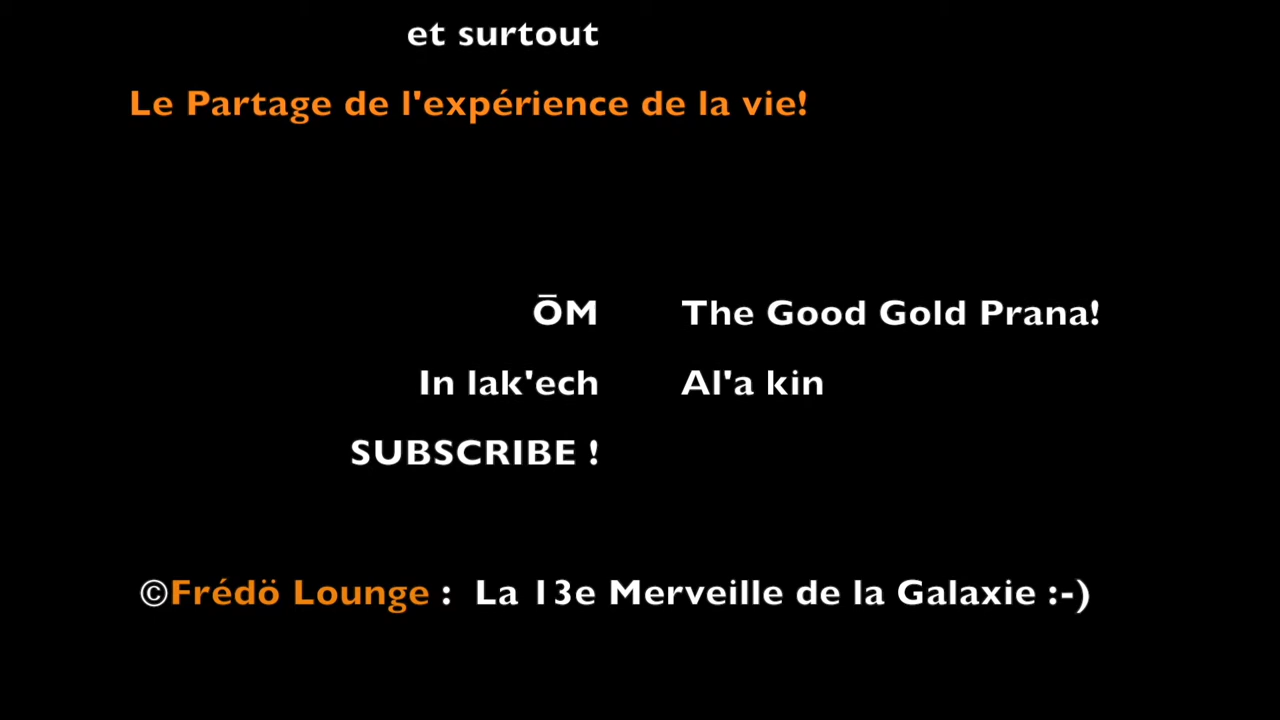 et surtout
Le Partage de l'expérience de la vie!
ŌM The Good Gold Prana!
In lak'ech Al'a kin
SUBSCRIBE !
©Frédö Lounge : La 13e Merveille de la Galaxie :-)